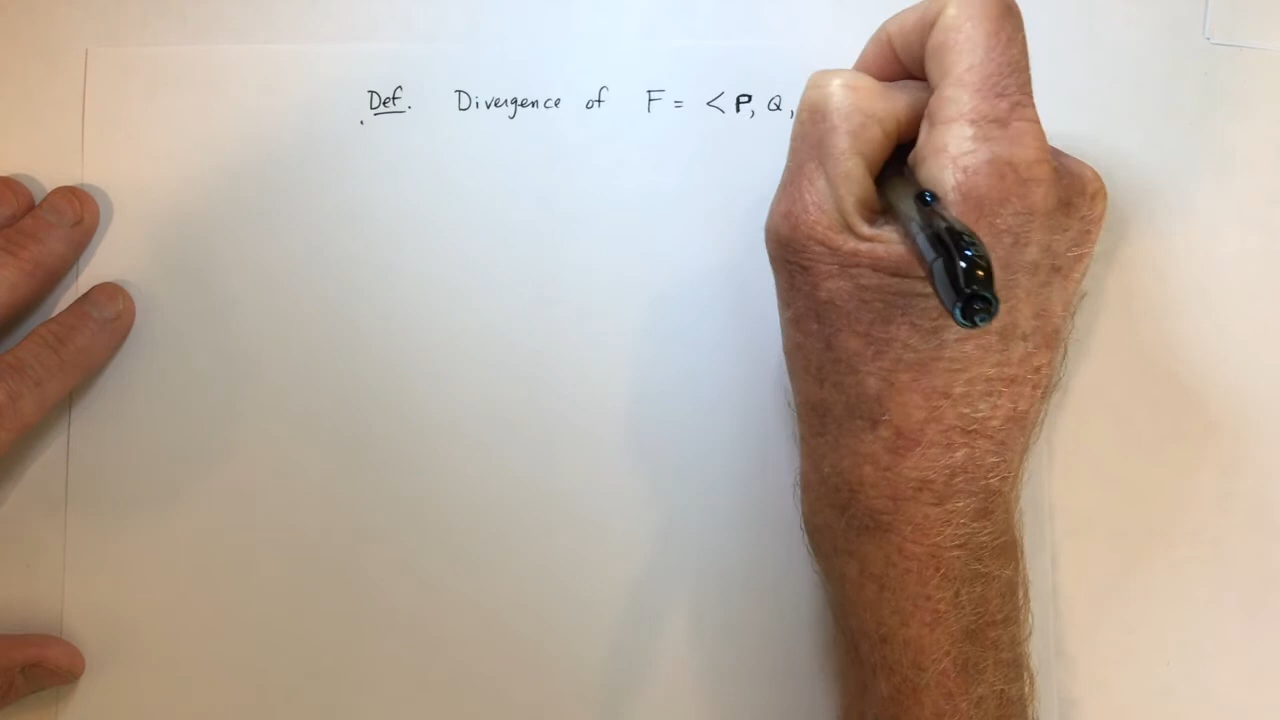 Def. Divergence of F = <P, Q,